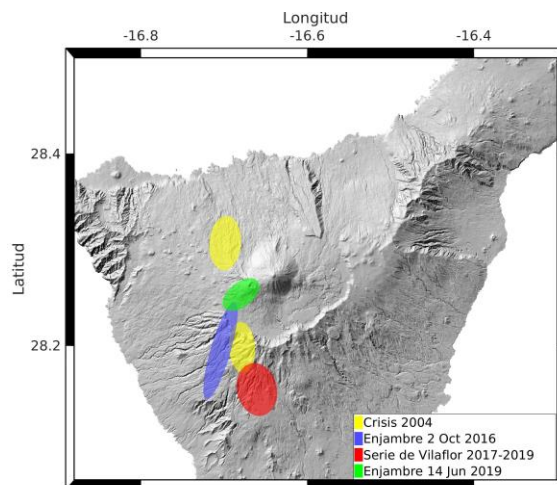 Longitud
-16.8 -16.6 -16.4
28.4
Latitud
28.2
Crisis 2004
Enjambre 2 Oct 2016
Serie de Vilaflor 2017-2019
Enjambre 14 Jun 2019